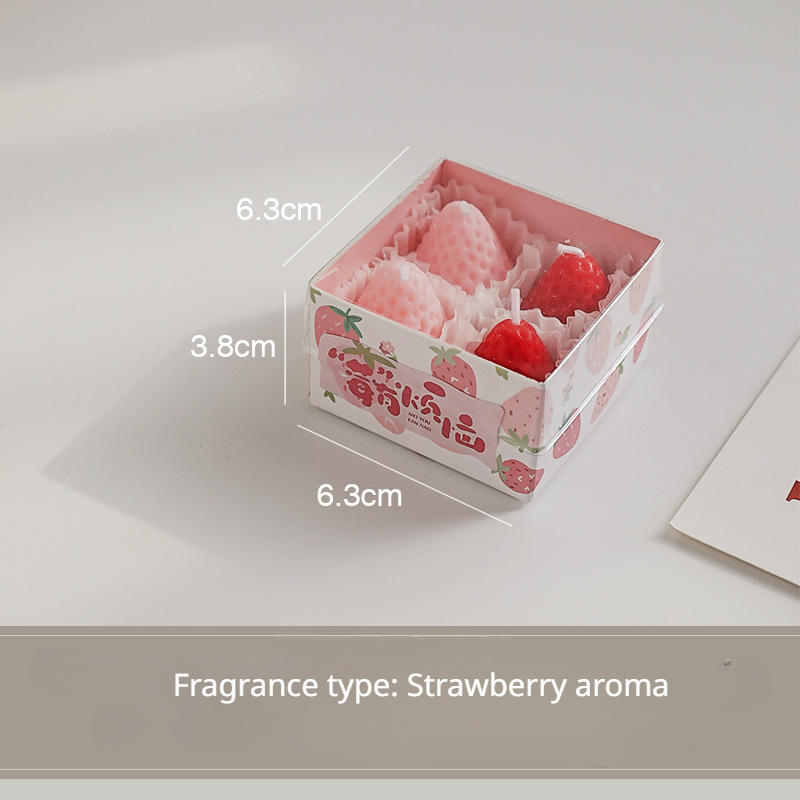 6.3cm
3.8cm
"莓有"烦恼
MEI YOU
FAN NAO
6.3cm
Fragrance type: Strawberry aroma